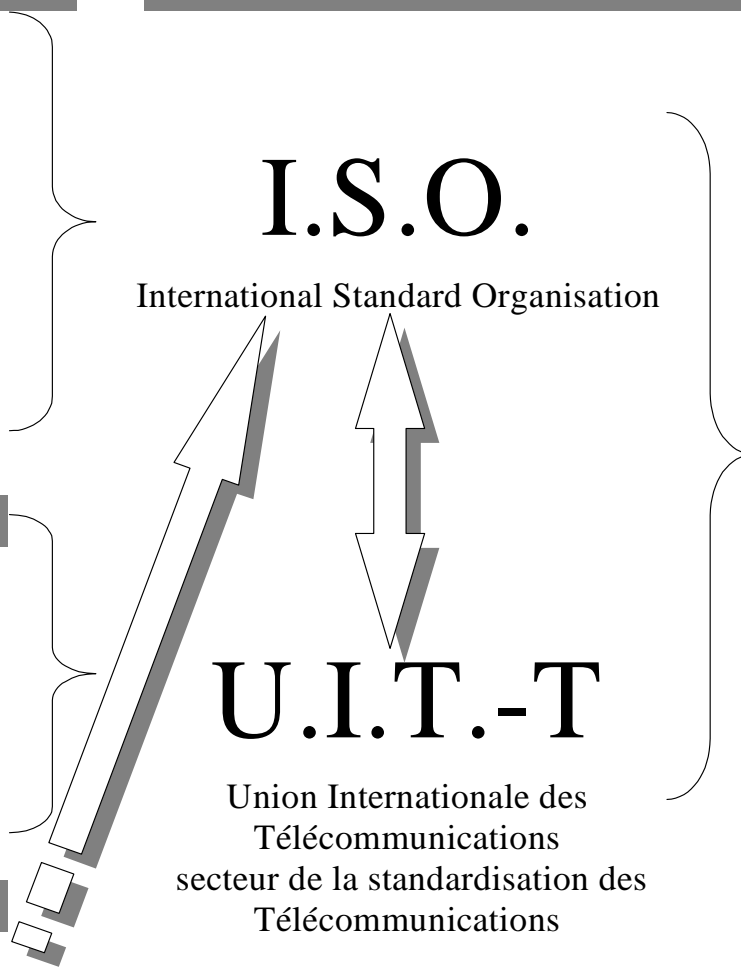 I.S.O.
International Standard Organisation
U.I.T.-T
Union Internationale des
Télécommunications
secteur de la standardisation des
Télécommunications